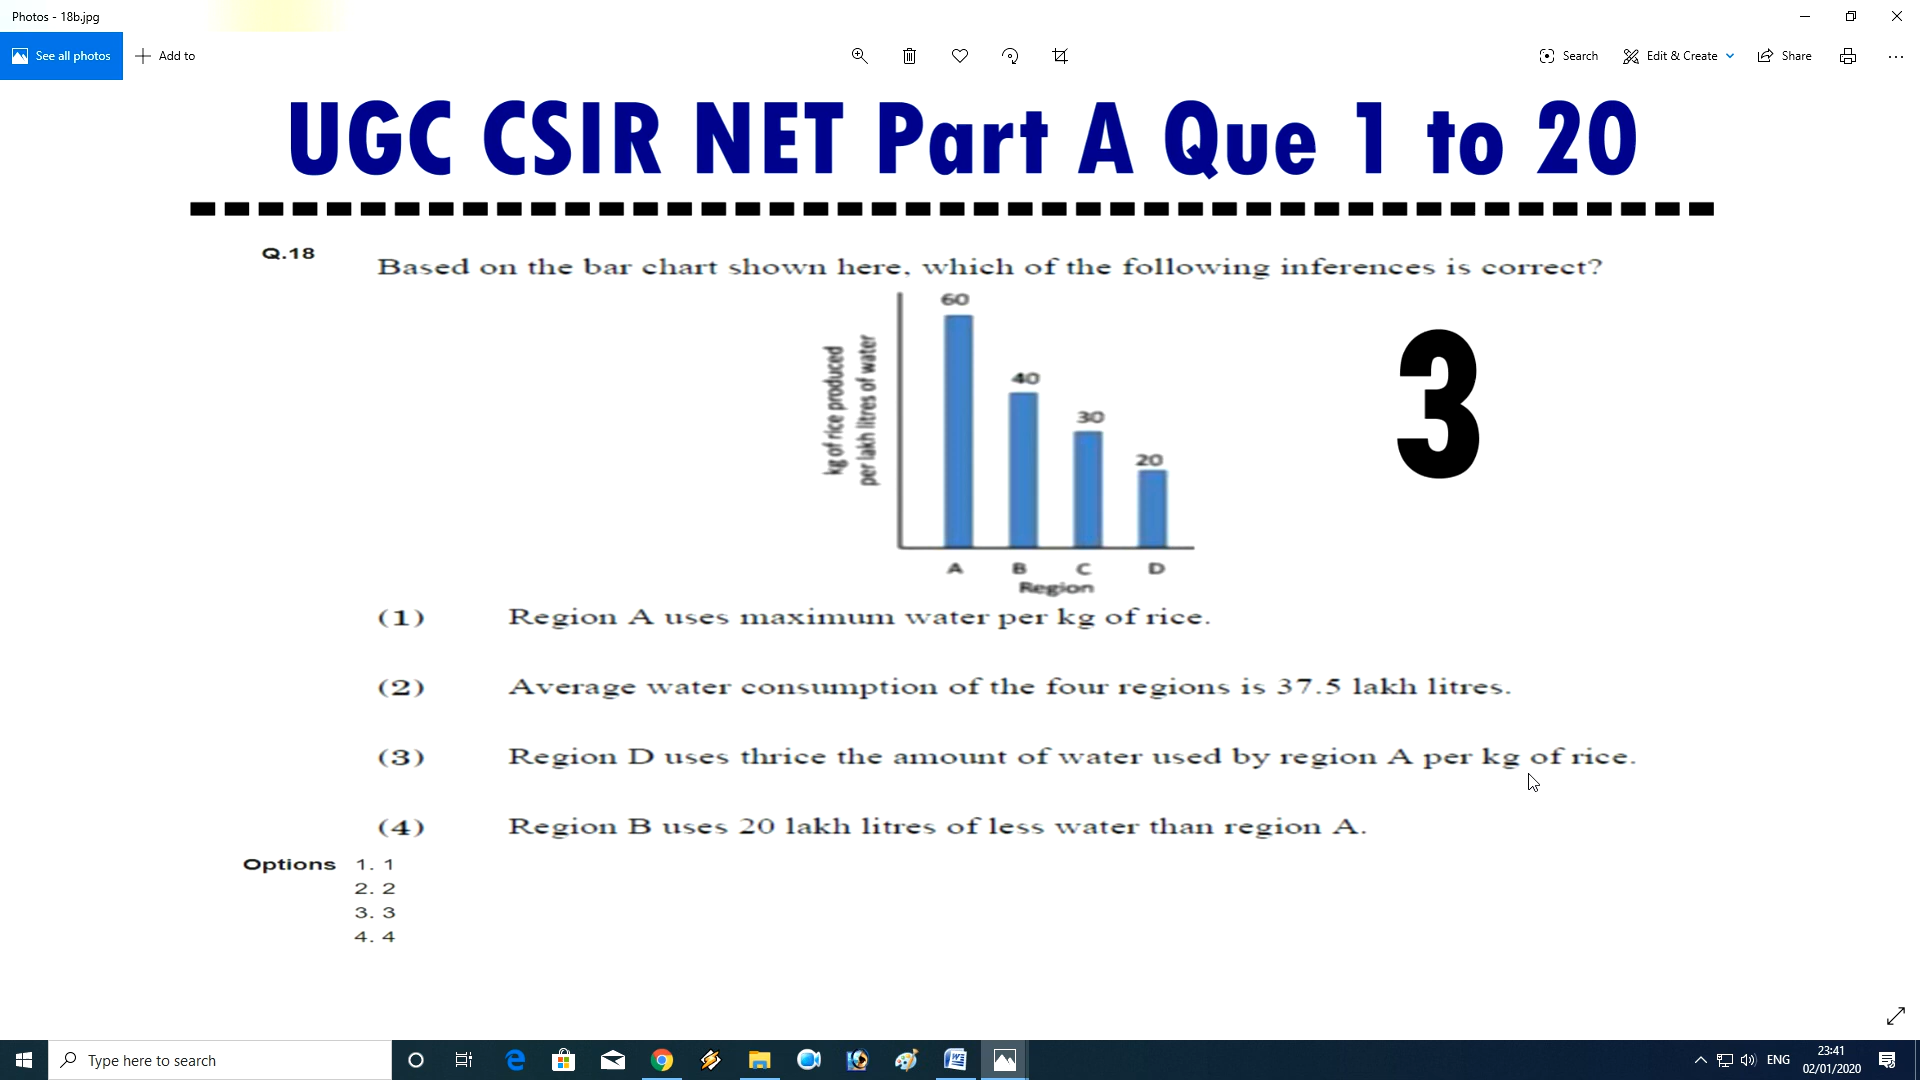 Photos - 18b.jpg
See all photos
Add to
Search
Edit & Create
Share
UGC CSIR NET Part A Que 1 to 20
Q.18
Based on the bar chart shown here, which of the following inferences is correct?
kg of rice produced
per lakh litres of water
60
40
30
20
A B C D
Region
3
(1) Region A uses maximum water per kg of rice.
(2) Average water consumption of the four regions is 37.5 lakh litres.
(3) Region D uses thrice the amount of water used by region A per kg of rice.
(4) Region B uses 20 lakh litres of less water than region A.
Options 1. 1
2. 2
3. 3
4. 4
Type here to search
ENG
23:41
02/01/2020